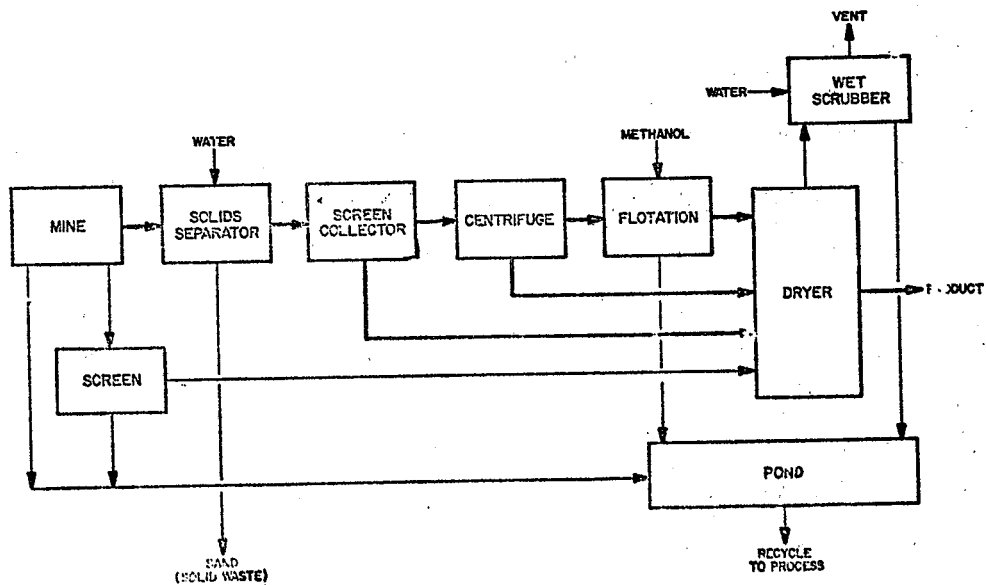 VENT
WATER
WET
SCRUBBER
WATER
METHANOL
MINE
SOLIDS
SEPARATOR
SCREEN
COLLECTOR
CENTRIFUGE
FLOTATION
DRYER
SCREEN
POND
SAND
(SOLID WASTE)
RECYCLE
TO PROCESS